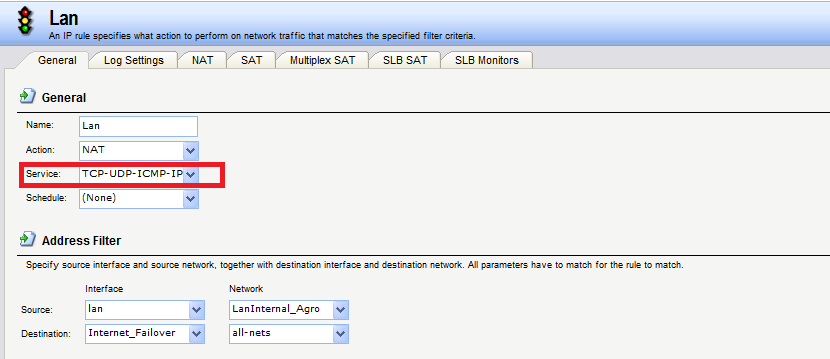 Lan
An IP rule specifies what action to perform on network traffic that matches the specified filter criteria.
General Log Settings NAT SAT Multiplex SAT SLB SAT SLB Monitors
General
Name: Lan
Action: NAT
Service: TCP-UDP-ICMP-IP
Schedule: (None)
Address Filter
Specify source interface and source network, together with destination interface and destination network. All parameters have to match for the rule to match.
Interface Network
Source: lan LanInternal_Agro
Destination: Internet_Failover all-nets